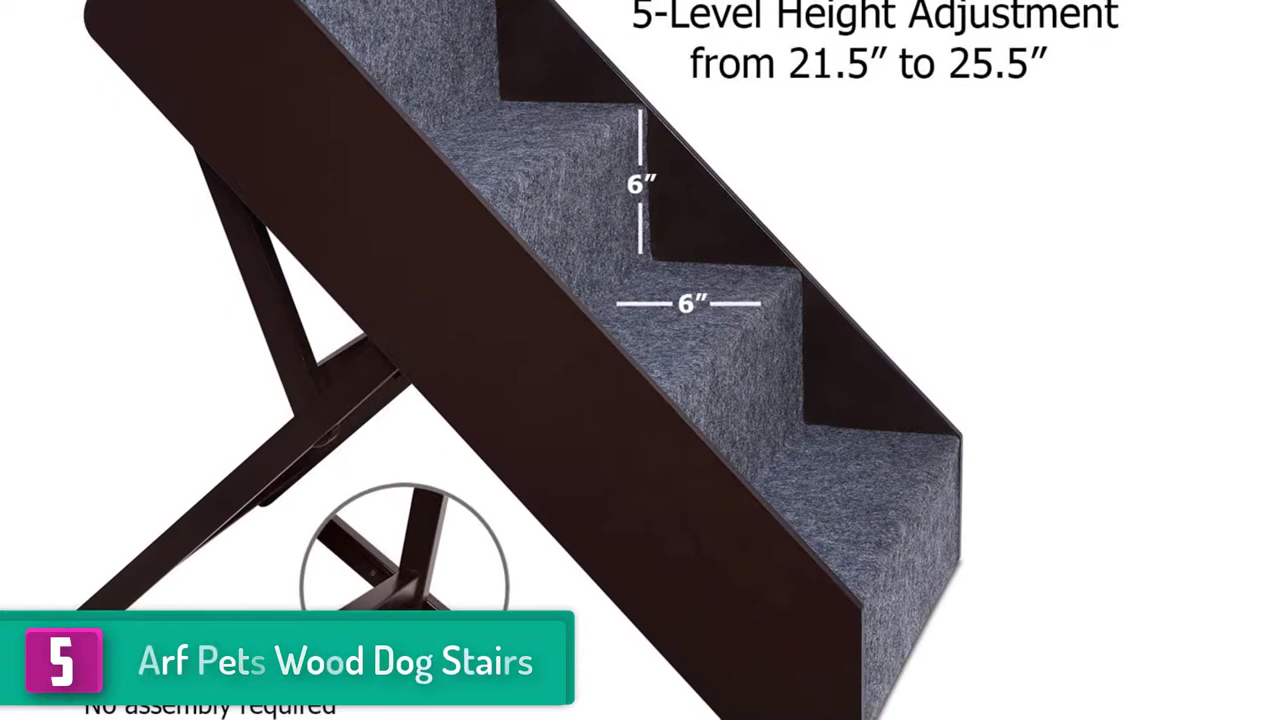 5-Level Height Adjustment
from 21.5” to 25.5”
6”
6”
5
Arf Pets Wood Dog Stairs
No assembly required